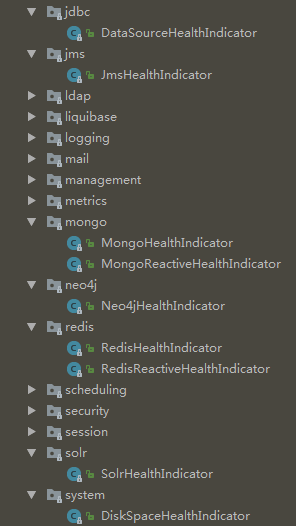 jdbc
DataSourceHealthIndicator
jms
JmsHealthIndicator
ldap
liquibase
logging
mail
management
metrics
mongo
MongoHealthIndicator
MongoReactiveHealthIndicator
neo4j
Neo4jHealthIndicator
redis
RedisHealthIndicator
RedisReactiveHealthIndicator
scheduling
security
session
solr
SolrHealthIndicator
system
DiskSpaceHealthIndicator